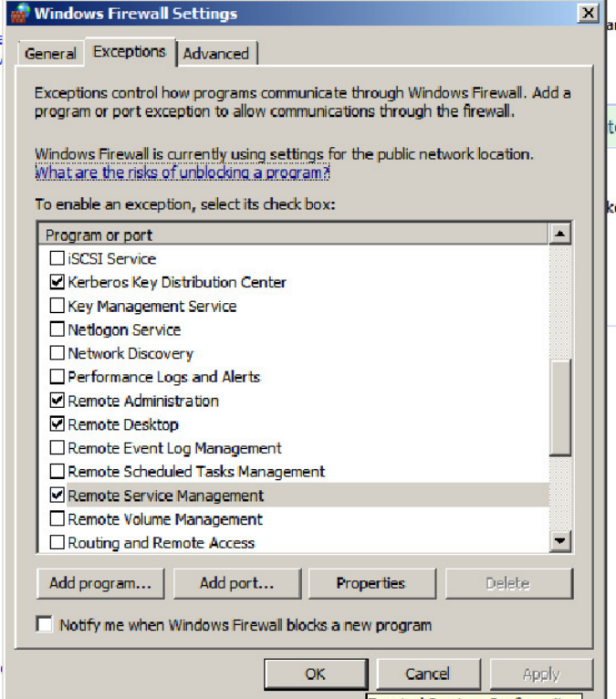 Windows Firewall Settings
General Exceptions Advanced
Exceptions control how programs communicate through Windows Firewall. Add a
program or port exception to allow communications through the firewall.
Windows Firewall is currently using settings for the public network location.
What are the risks of unblocking a program?
To enable an exception, select its check box:
Program or port
iSCSI Service
Kerberos Key Distribution Center
Key Management Service
Netlogon Service
Network Discovery
Performance Logs and Alerts
Remote Administration
Remote Desktop
Remote Event Log Management
Remote Scheduled Tasks Management
Remote Service Management
Remote Volume Management
Routing and Remote Access
Add program... Add port... Properties Delete
Notify me when Windows Firewall blocks a new program
OK Cancel Apply